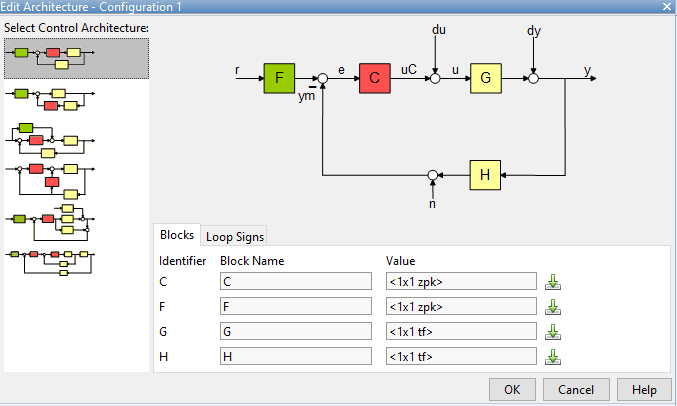 Edit Architecture - Configuration 1
Select Control Architecture:
du
dy
r
F
e
C
uC
u
G
y
ym
H
n
Blocks
Loop Signs
Identifier Block Name Value
C C <1x1 zpk>
F F <1x1 zpk>
G G <1x1 tf>
H H <1x1 tf>
OK Cancel Help